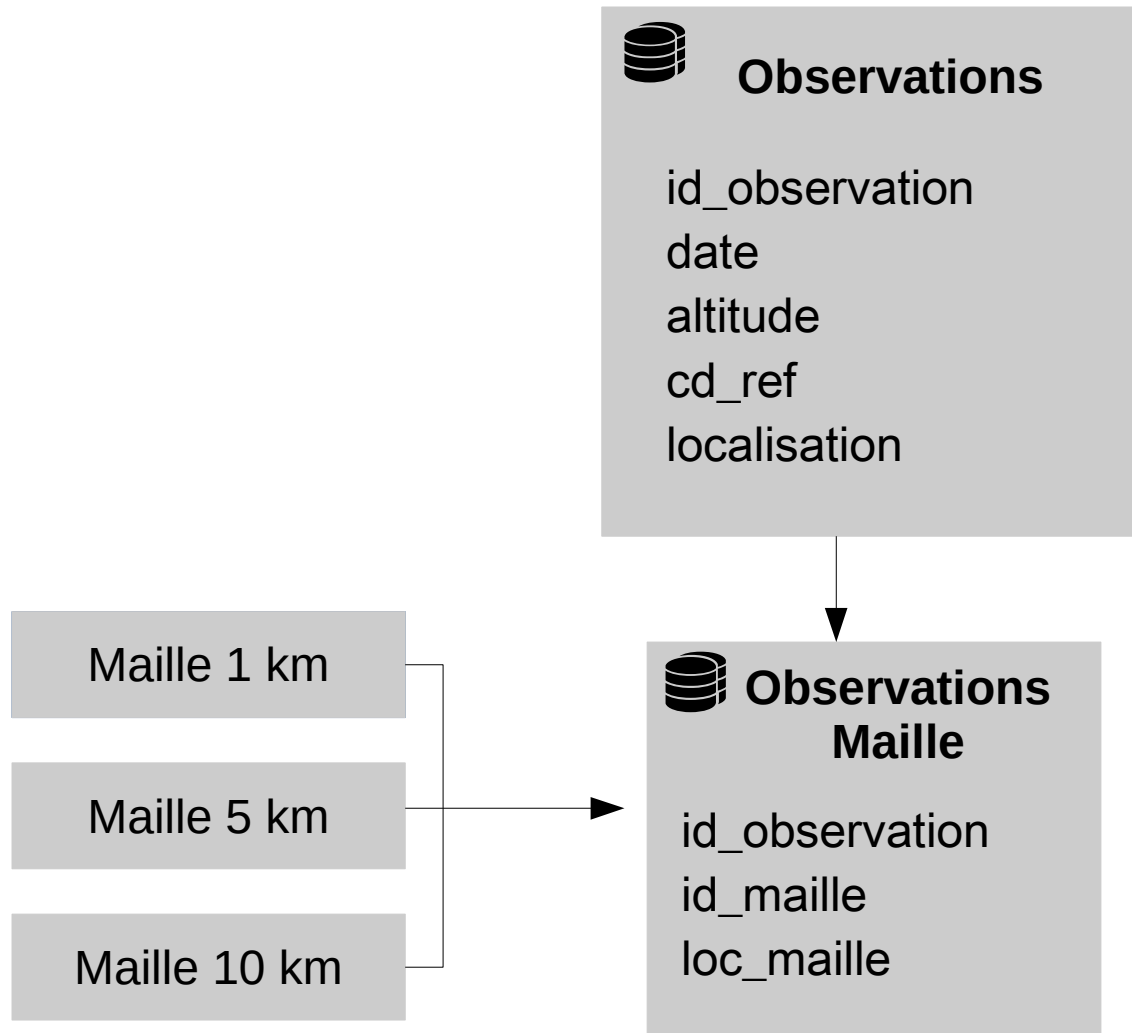 Observations
id_observation
date
altitude
cd_ref
localisation
Maille 1 km
Maille 5 km
Maille 10 km
Observations
Maille
id_observation
id_maille
loc_maille